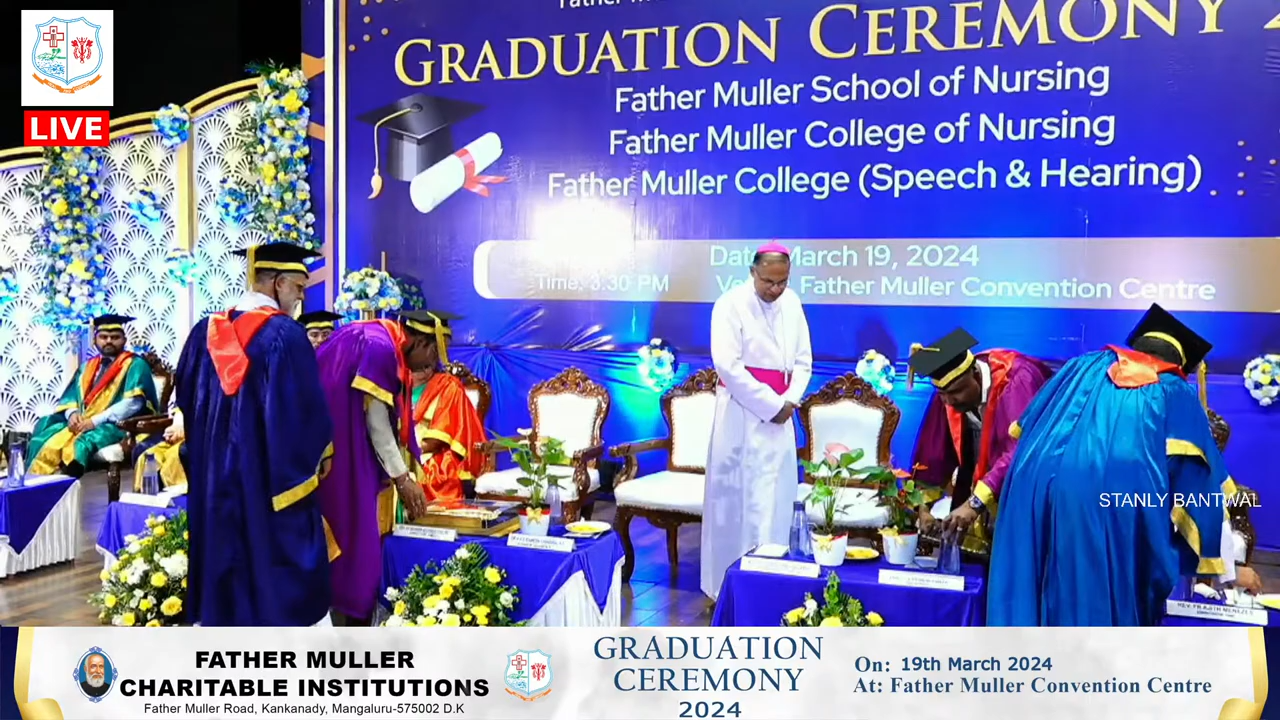 Father
GRADUATION CEREMONY
Father Muller School of Nursing
Father Muller College of Nursing
Father Muller College (Speech & Hearing)
March 19, 2024
Time: 3.30 PM
Father Muller Convention Centre
LIVE
STANLY BANTWAL
FATHER MULLER
CHARITABLE INSTITUTIONS
Father Muller Road, Kankanady, Mangaluru-575002 D.K
GRADUATION
CEREMONY
2024
On: 19th March 2024
At: Father Muller Convention Centre